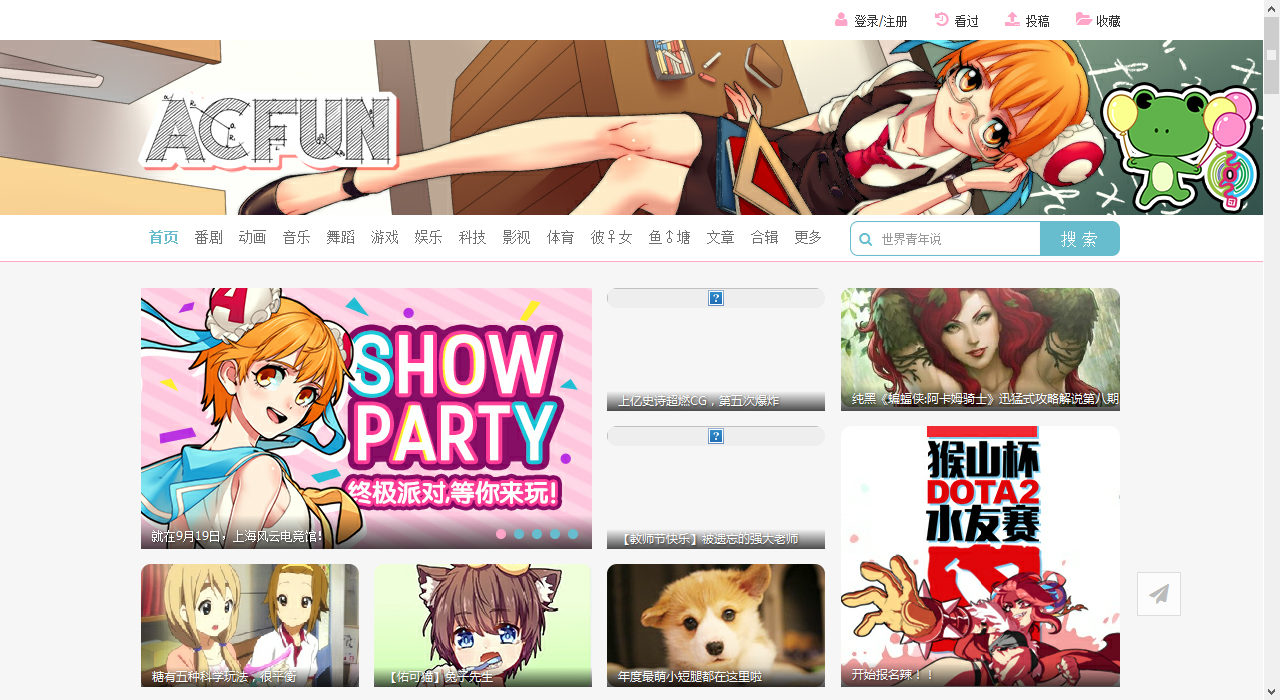 登录/注册 看过 投稿 收藏
ACFUN
首页 番剧 动画 音乐 舞蹈 游戏 娱乐 科技 影视 体育 彼♀女 鱼♂塘 文章 合辑 更多
世界青年说 搜 索
A
SHOW
PARTY
终极派对,等你来玩!
就在9月19日，上海风云电竞馆！
上亿史诗超燃CG，第五次爆炸
纯黑《蝙蝠侠:阿卡姆骑士》迅猛式攻略解说第八期
【教师节快乐】被遗忘的强大老师
猴山杯
DOTA2
水友赛
开始报名辣！！
糖有五种科学玩法，很平衡
【佑可猫】兔子先生
年度最萌小短腿都在这里啦